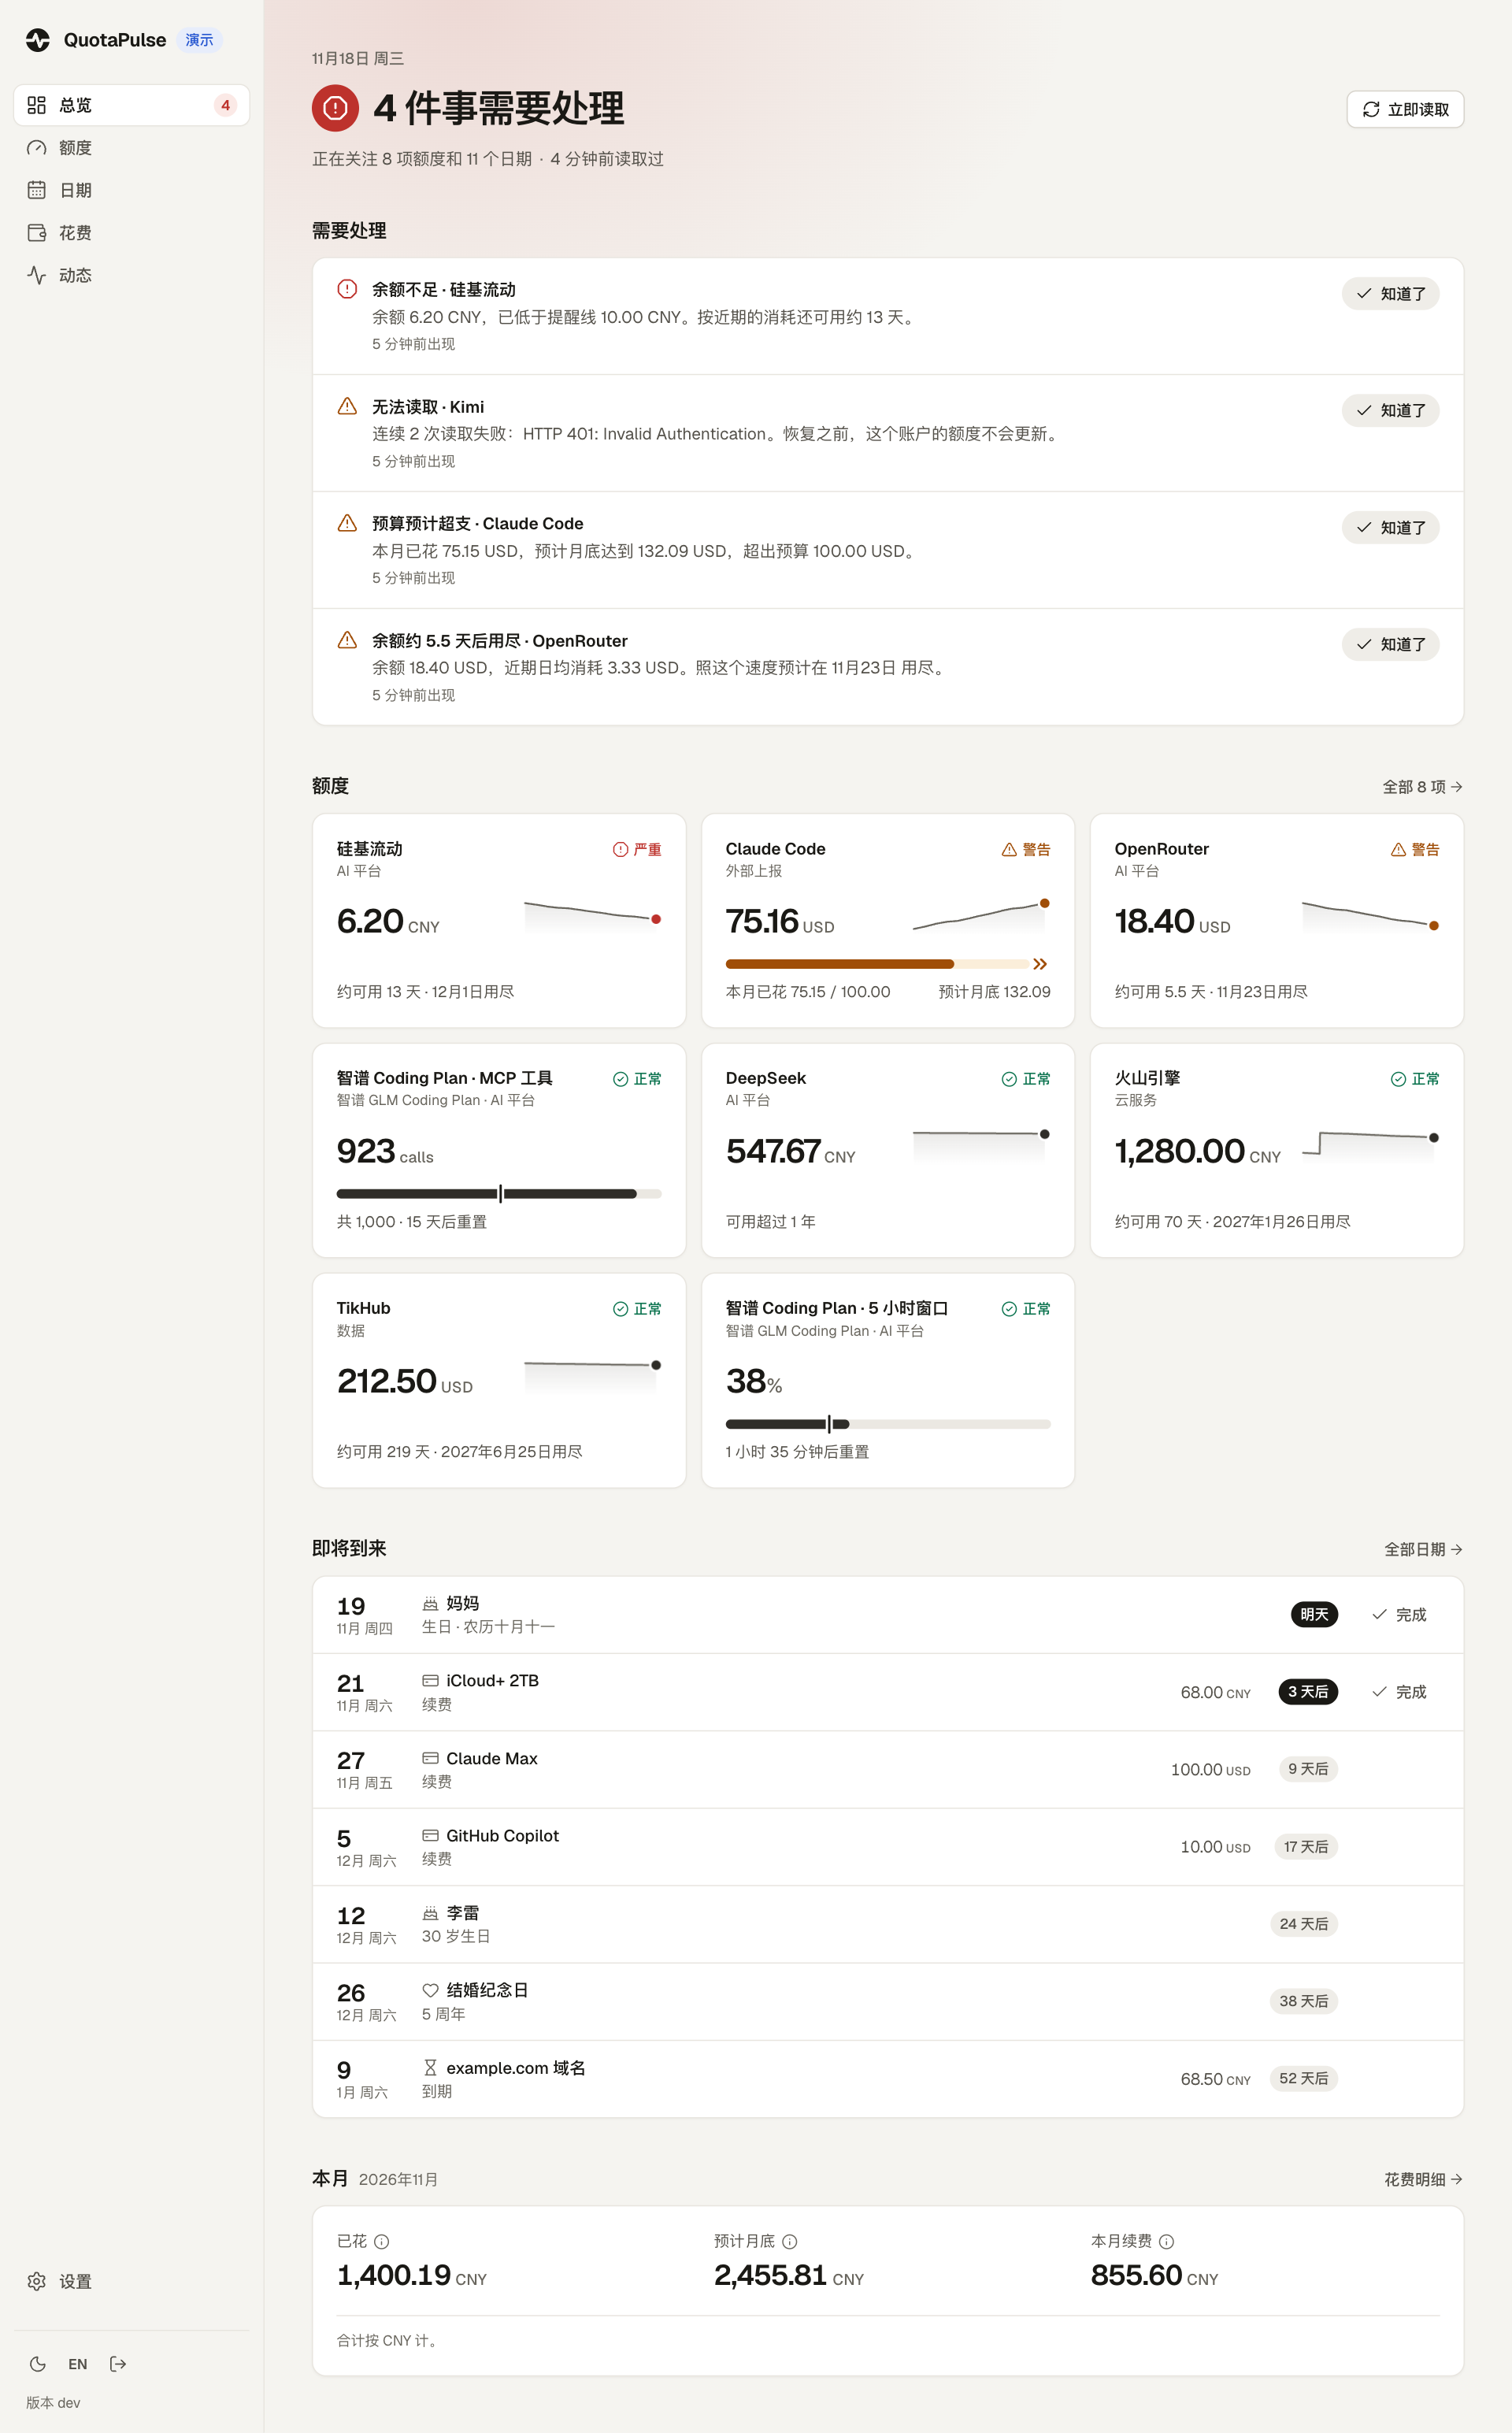 QuotaPulse 演示
总览 4
额度
日期
花费
动态
设置
EN
版本 dev
11月18日 周三
4 件事需要处理
立即读取
正在关注 8 项额度和 11 个日期 · 4 分钟前读取过
需要处理
余额不足 · 硅基流动
知道了
余额 6.20 CNY，已低于提醒线 10.00 CNY。按近期的消耗还可用约 13 天。
5 分钟前出现
无法读取 · Kimi
知道了
连续 2 次读取失败：HTTP 401: Invalid Authentication。恢复之前，这个账户的额度不会更新。
5 分钟前出现
预算预计超支 · Claude Code
知道了
本月已花 75.15 USD，预计月底达到 132.09 USD，超出预算 100.00 USD。
5 分钟前出现
余额约 5.5 天后用尽 · OpenRouter
知道了
余额 18.40 USD，近期日均消耗 3.33 USD。照这个速度预计在 11月23日 用尽。
5 分钟前出现
额度
全部 8 项
硅基流动
严重
AI 平台
6.20 CNY
约可用 13 天 · 12月1日用尽
Claude Code
警告
外部上报
75.16 USD
本月已花 75.15 / 100.00
预计月底 132.09
OpenRouter
警告
AI 平台
18.40 USD
约可用 5.5 天 · 11月23日用尽
智谱 Coding Plan · MCP 工具
正常
智谱 GLM Coding Plan · AI 平台
923 calls
共 1,000 · 15 天后重置
DeepSeek
正常
AI 平台
547.67 CNY
可用超过 1 年
火山引擎
正常
云服务
1,280.00 CNY
约可用 70 天 · 2027年1月26日用尽
TikHub
正常
数据
212.50 USD
约可用 219 天 · 2027年6月25日用尽
智谱 Coding Plan · 5 小时窗口
正常
智谱 GLM Coding Plan · AI 平台
38%
1 小时 35 分钟后重置
即将到来
全部日期
19
11月 周四
妈妈
生日 · 农历十月十一
明天
完成
21
11月 周六
iCloud+ 2TB
续费
68.00 CNY
3 天后
完成
27
11月 周五
Claude Max
续费
100.00 USD
9 天后
5
12月 周六
GitHub Copilot
续费
10.00 USD
17 天后
12
12月 周六
李雷
30 岁生日
24 天后
26
12月 周六
结婚纪念日
5 周年
38 天后
9
1月 周六
example.com 域名
到期
68.50 CNY
52 天后
本月 2026年11月
花费明细
已花
1,400.19 CNY
预计月底
2,455.81 CNY
本月续费
855.60 CNY
合计按 CNY 计。